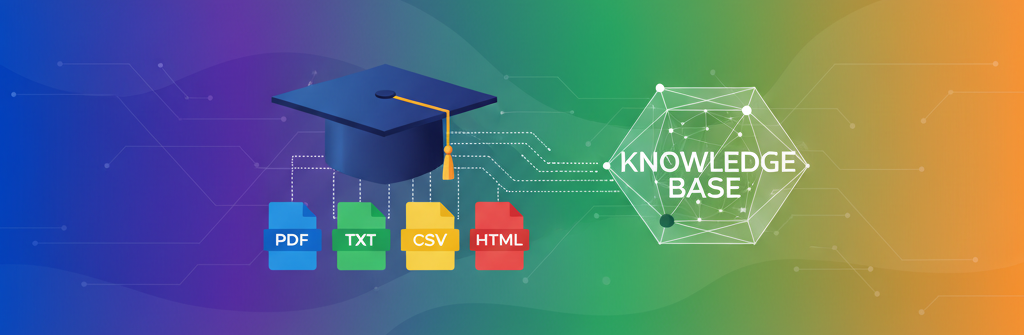 PDF
TXT
CSV
HTML
KNOWLEDGE
BASE